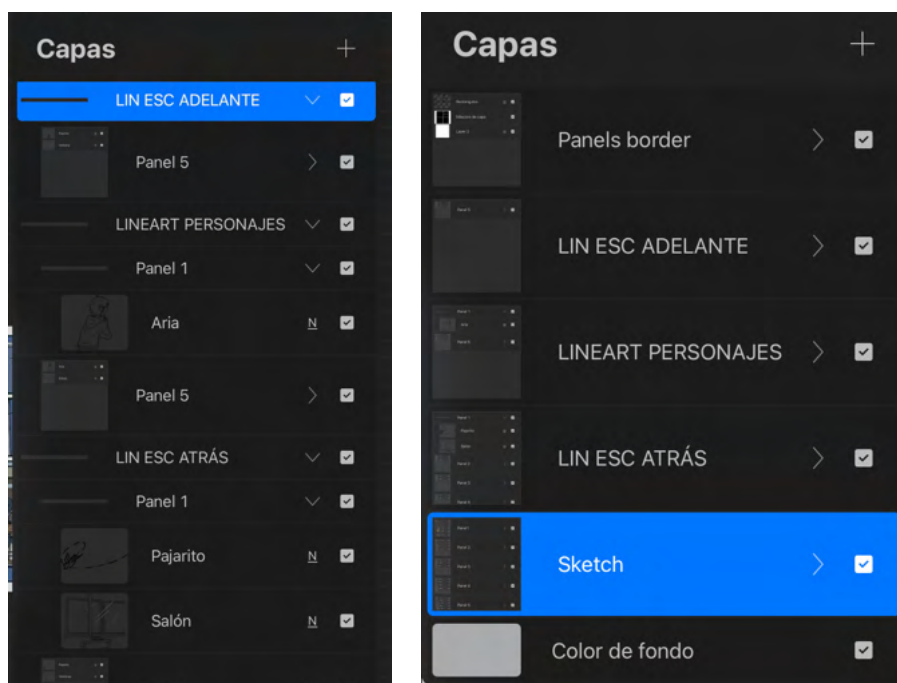 Capas
LIN ESC ADELANTE
Panel 5
LINEART PERSONAJES
Panel 1
Aria
N
Panel 5
LIN ESC ATRÁS
Panel 1
Pajarito
N
Salón
N
Capas
Panels border
LIN ESC ADELANTE
LINEART PERSONAJES
LIN ESC ATRÁS
Sketch
Color de fondo